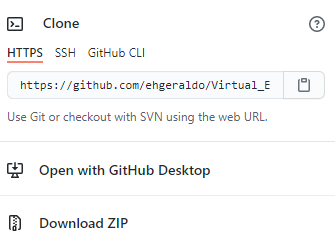 Clone
HTTPS SSH GitHub CLI
https://github.com/ehgeraldo/Virtual_E
Use Git or checkout with SVN using the web URL.
Open with GitHub Desktop
Download ZIP